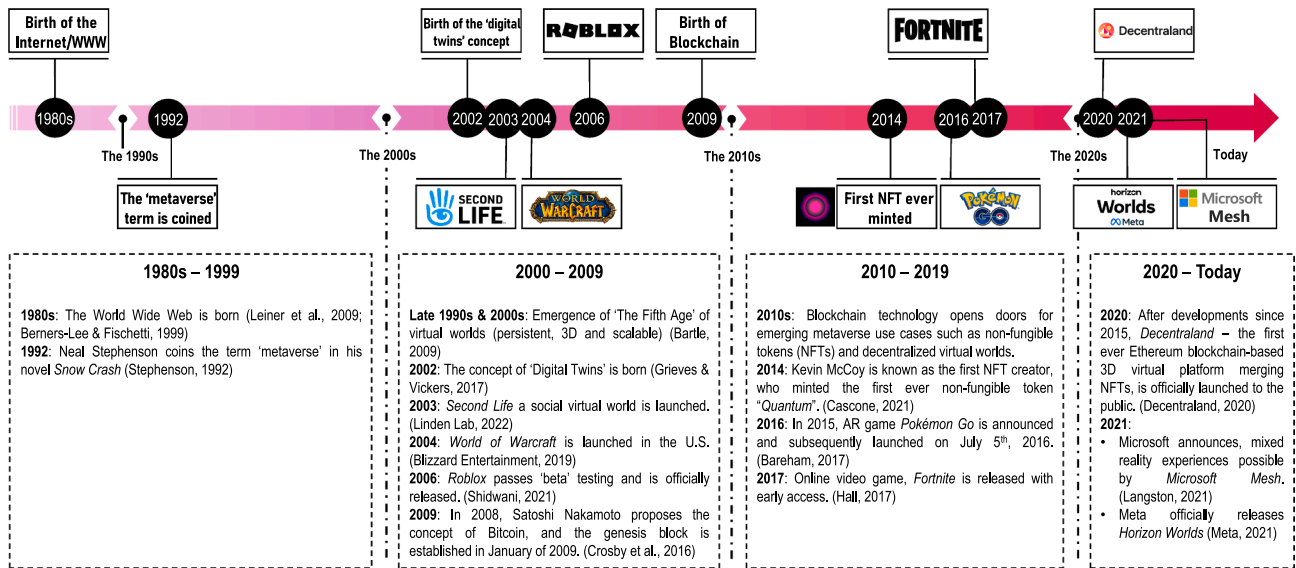 Birth of the
Internet/WWW
Birth of the 'digital
twins' concept
ROBLOX
Birth of
Blockchain
FORTNITE
Decentraland
1980s
1992
2002
2003
2004
2006
2009
2014
2016
2017
2020
2021
The 1990s
The 2000s
The 2010s
The 2020s
Today
The 'metaverse'
term is coined
SECOND
LIFE™
WORLD
OF
WARCRAFT
First NFT ever
minted
POKÉMON
GO
horizon
Worlds
Meta
Microsoft
Mesh
1980s – 1999
1980s: The World Wide Web is born (Leiner et al., 2009;
Berners-Lee & Fischetti, 1999)
1992: Neal Stephenson coins the term 'metaverse' in his
novel Snow Crash (Stephenson, 1992)
2000 – 2009
Late 1990s & 2000s: Emergence of 'The Fifth Age' of
virtual worlds (persistent, 3D and scalable) (Bartle,
2009)
2002: The concept of 'Digital Twins' is born (Grieves &
Vickers, 2017)
2003: Second Life a social virtual world is launched.
(Linden Lab, 2022)
2004: World of Warcraft is launched in the U.S.
(Blizzard Entertainment, 2019)
2006: Roblox passes 'beta' testing and is officially
released. (Shidwani, 2021)
2009: In 2008, Satoshi Nakamoto proposes the
concept of Bitcoin, and the genesis block is
established in January of 2009. (Crosby et al., 2016)
2010 – 2019
2010s: Blockchain technology opens doors for
emerging metaverse use cases such as non-fungible
tokens (NFTs) and decentralized virtual worlds.
2014: Kevin McCoy is known as the first NFT creator,
who minted the first ever non-fungible token
"Quantum". (Cascone, 2021)
2016: In 2015, AR game Pokémon Go is announced
and subsequently launched on July 5th, 2016.
(Bareham, 2017)
2017: Online video game, Fortnite is released with
early access. (Hall, 2017)
2020 – Today
2020: After developments since
2015, Decentraland – the first
ever Ethereum blockchain-based
3D virtual platform merging
NFTs, is officially launched to the
public. (Decentraland, 2020)
2021:
• Microsoft announces, mixed
reality experiences possible
by Microsoft Mesh.
(Langston, 2021)
• Meta officially releases
Horizon Worlds (Meta, 2021)